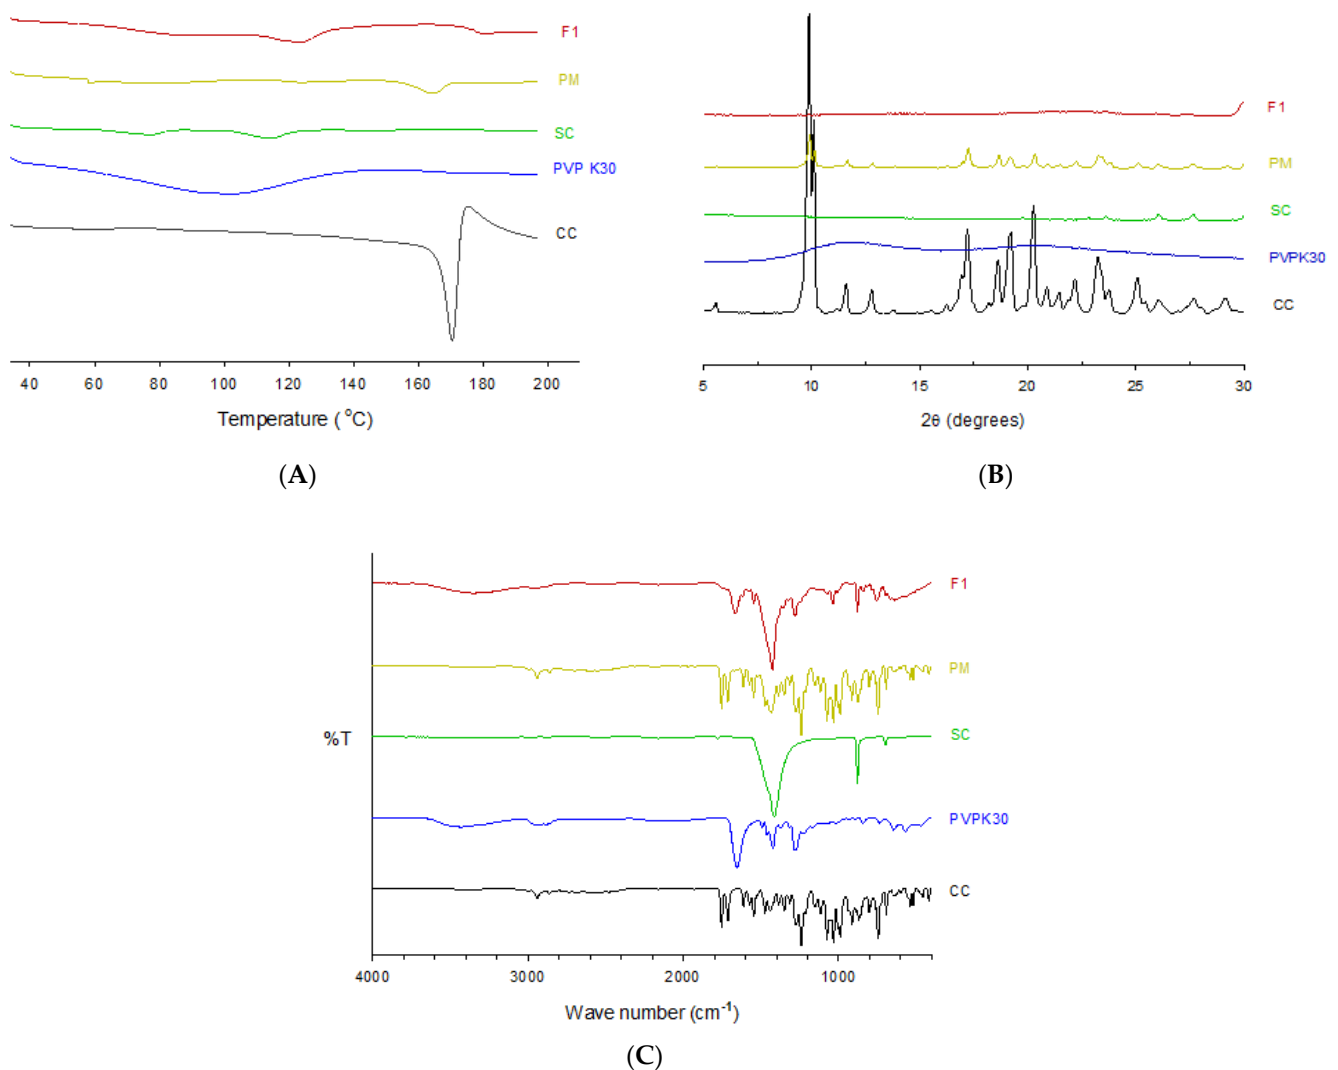 F1
PM
SC
PVP K30
CC
40 60 80 100 120 140 160 180 200
Temperature ( °C)
(A)
F1
PM
SC
PVPK30
CC
5 10 15 20 25 30
2θ (degrees)
(B)
F1
PM
%T
SC
PVPK30
CC
4000 3000 2000 1000
Wave number (cm⁻¹)
(C)